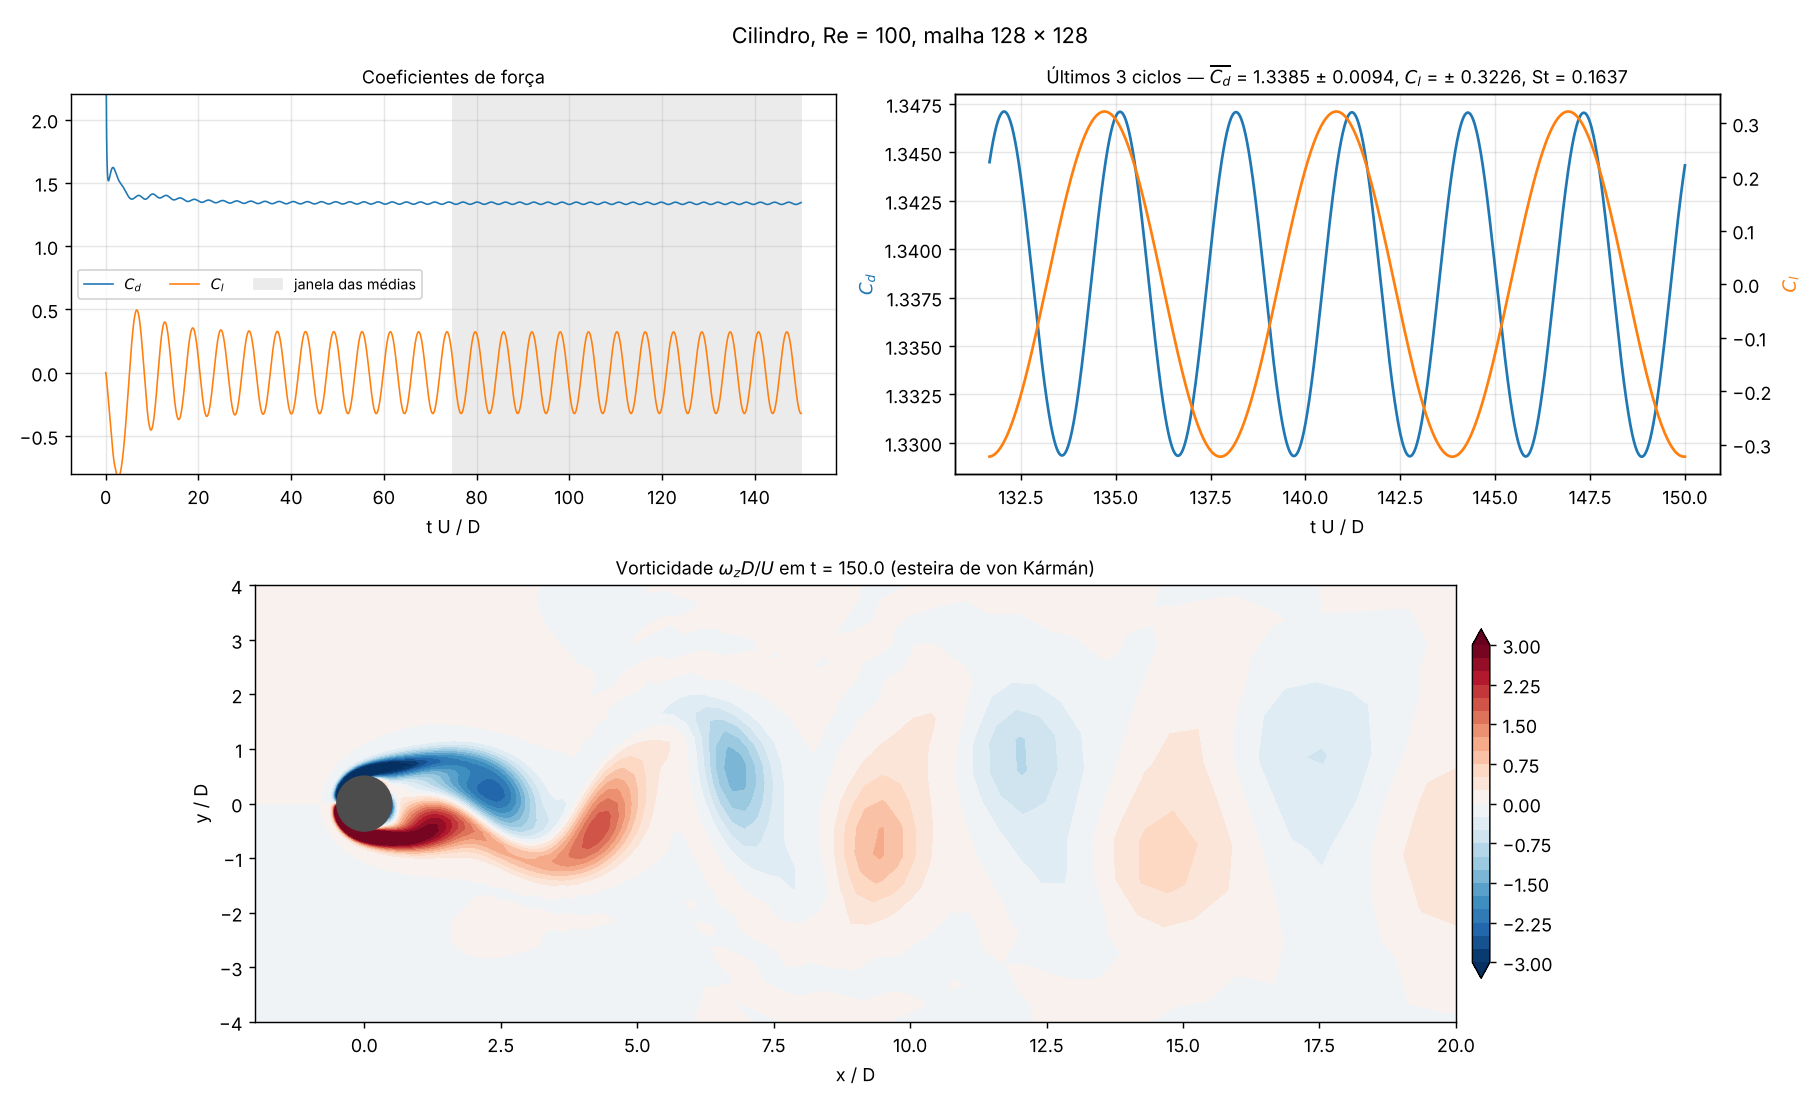 Cilindro, Re = 100, malha 128 × 128
Coeficientes de força
2.0
1.5
1.0
0.5
0.0
−0.5
C_d
C_l
janela das médias
0 20 40 60 80 100 120 140
t U / D
Últimos 3 ciclos — \overline{C_d} = 1.3385 ± 0.0094, C_l = ± 0.3226, St = 0.1637
1.3475
1.3450
1.3425
1.3400
1.3375
1.3350
1.3325
1.3300
C_d
0.3
0.2
0.1
0.0
−0.1
−0.2
−0.3
C_l
132.5 135.0 137.5 140.0 142.5 145.0 147.5 150.0
t U / D
Vorticidade ω_z D/U em t = 150.0 (esteira de von Kármán)
4
3
2
1
0
−1
−2
−3
−4
y / D
0.0 2.5 5.0 7.5 10.0 12.5 15.0 17.5 20.0
x / D
3.00
2.25
1.50
0.75
0.00
−0.75
−1.50
−2.25
−3.00